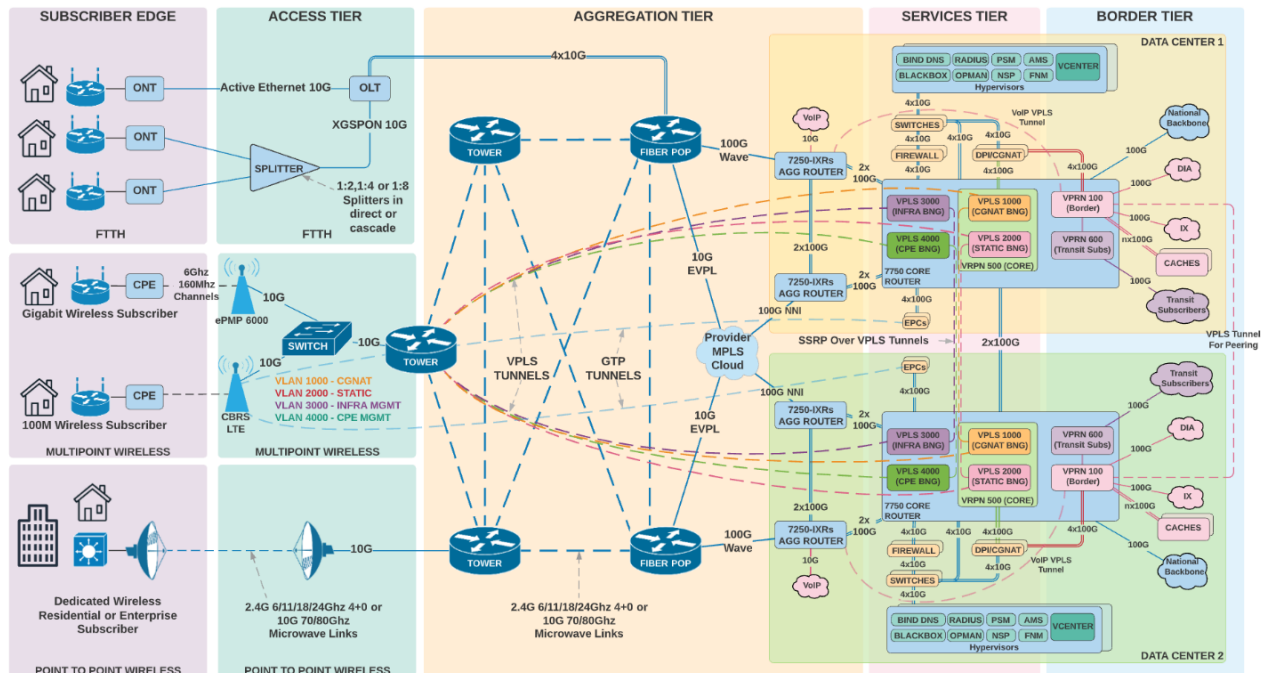 SUBSCRIBER EDGE
ACCESS TIER
AGGREGATION TIER
SERVICES TIER
BORDER TIER
ONT
Active Ethernet 10G
OLT
XGSPON 10G
ONT
SPLITTER
ONT
1:2,1:4 or 1:8
Splitters in
direct or
cascade
FTTH
FTTH
4x10G
TOWER
FIBER POP
100G
Wave
10G
EVPL
DATA CENTER 1
BIND DNS
RADIUS
PSM
AMS
VCENTER
BLACKBOX
OPMAN
NSP
FNM
Hypervisors
4x10G
SWITCHES
4x10G
4x10G
4x10G
FIREWALL
DPI/CGNAT
4x10G
4x10G
VoIP VPLS
Tunnel
VoIP
10G
7250-IXRs
AGG ROUTER
2x
100G
2x100G
7250-IXRs
AGG ROUTER
2x
100G
7750 CORE
ROUTER
VPLS 3000
(INFRA BNG)
VPLS 1000
(CGNAT BNG)
VPLS 4000
(CPE BNG)
VPLS 2000
(STATIC BNG)
VRPN 500 (CORE)
4x100G
VPRN 100
(Border)
VPRN 600
(Transit Subs)
National
Backbone
100G
DIA
100G
IX
100G
nx100G
CACHES
100G
Transit
Subscribers
4x10G
EPCs
100G NNI
SSRP Over VPLS Tunnels
2x100G
VPLS Tunnel
For Peering
CPE
6Ghz
160Mhz
Channels
Gigabit Wireless Subscriber
ePMP 6000
10G
SWITCH
10G
10G
TOWER
CPE
100M Wireless Subscriber
CBRS
LTE
VLAN 1000 - CGNAT
VLAN 2000 - STATIC
VLAN 3000 - INFRA MGMT
VLAN 4000 - CPE MGMT
MULTIPOINT WIRELESS
MULTIPOINT WIRELESS
VPLS
TUNNELS
GTP
TUNNELS
Provider
MPLS
Cloud
100G NNI
10G
EVPL
EPCs
4x100G
7250-IXRs
AGG ROUTER
2x
100G
2x100G
7250-IXRs
AGG ROUTER
2x
100G
10G
VoIP
VPLS 3000
(INFRA BNG)
VPLS 1000
(CGNAT BNG)
VPLS 4000
(CPE BNG)
VPLS 2000
(STATIC BNG)
7750 CORE
ROUTER
VRPN 500 (CORE)
VPRN 600
(Transit Subs)
VPRN 100
(Border)
Transit
Subscribers
100G
DIA
100G
IX
100G
nx100G
CACHES
100G
National
Backbone
4x100G
4x10G
4x10G
4x10G
FIREWALL
DPI/CGNAT
4x10G
4x10G
SWITCHES
4x10G
VoIP VPLS
Tunnel
BIND DNS
RADIUS
PSM
AMS
VCENTER
BLACKBOX
OPMAN
NSP
FNM
Hypervisors
DATA CENTER 2
Dedicated Wireless
Residential or Enterprise
Subscriber
10G
2.4G 6/11/18/24Ghz 4+0 or
10G 70/80Ghz
Microwave Links
TOWER
FIBER POP
100G
Wave
2.4G 6/11/18/24Ghz 4+0 or
10G 70/80Ghz
Microwave Links
POINT TO POINT WIRELESS
POINT TO POINT WIRELESS